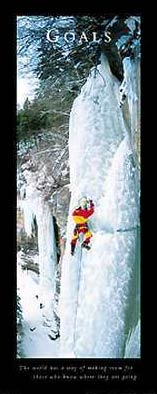 GOALS
The world has a way of making room for
those who know where they are going